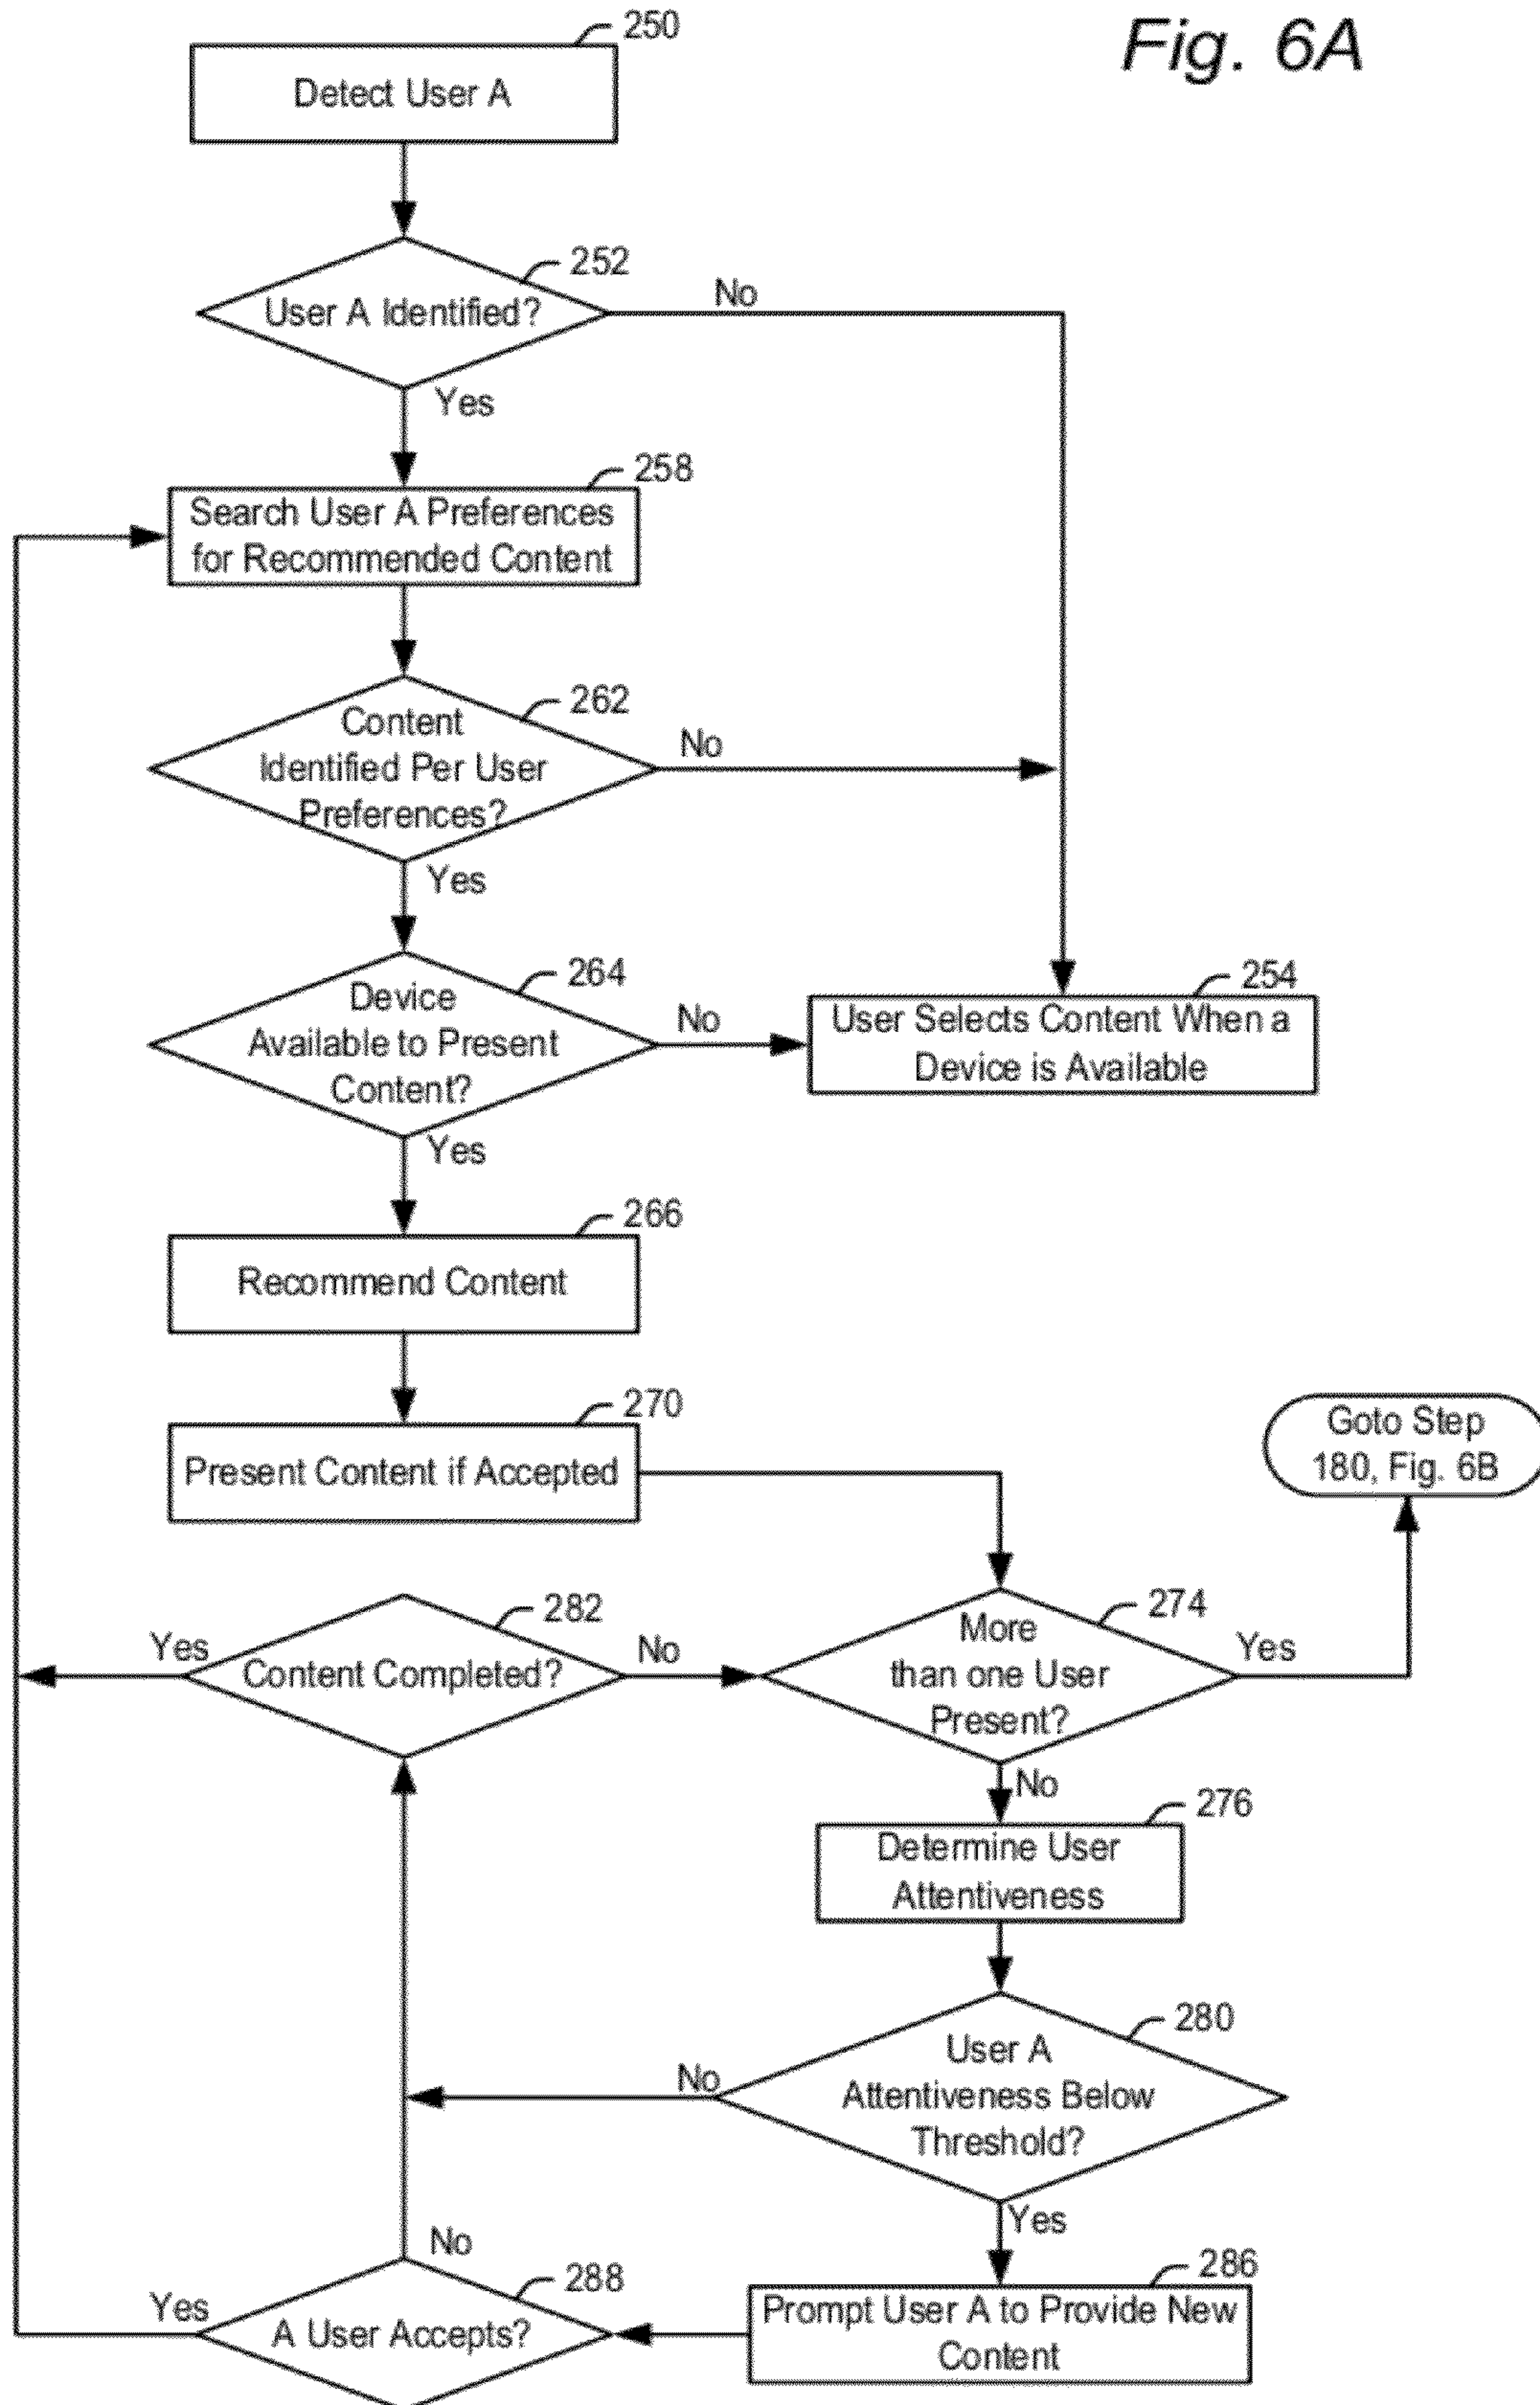 Fig. 6A
250
Detect User A
252
User A Identified?
No
Yes
258
Search User A Preferences
for Recommended Content
262
Content
Identified Per User
Preferences?
No
Yes
264
Device
Available to Present
Content?
No
254
User Selects Content When a
Device is Available
Yes
266
Recommend Content
270
Present Content if Accepted
Goto Step
180, Fig. 6B
282
Content Completed?
Yes
No
274
More
than one User
Present?
Yes
No
276
Determine User
Attentiveness
280
User A
Attentiveness Below
Threshold?
No
Yes
286
Prompt User A to Provide New
Content
288
A User Accepts?
No
Yes